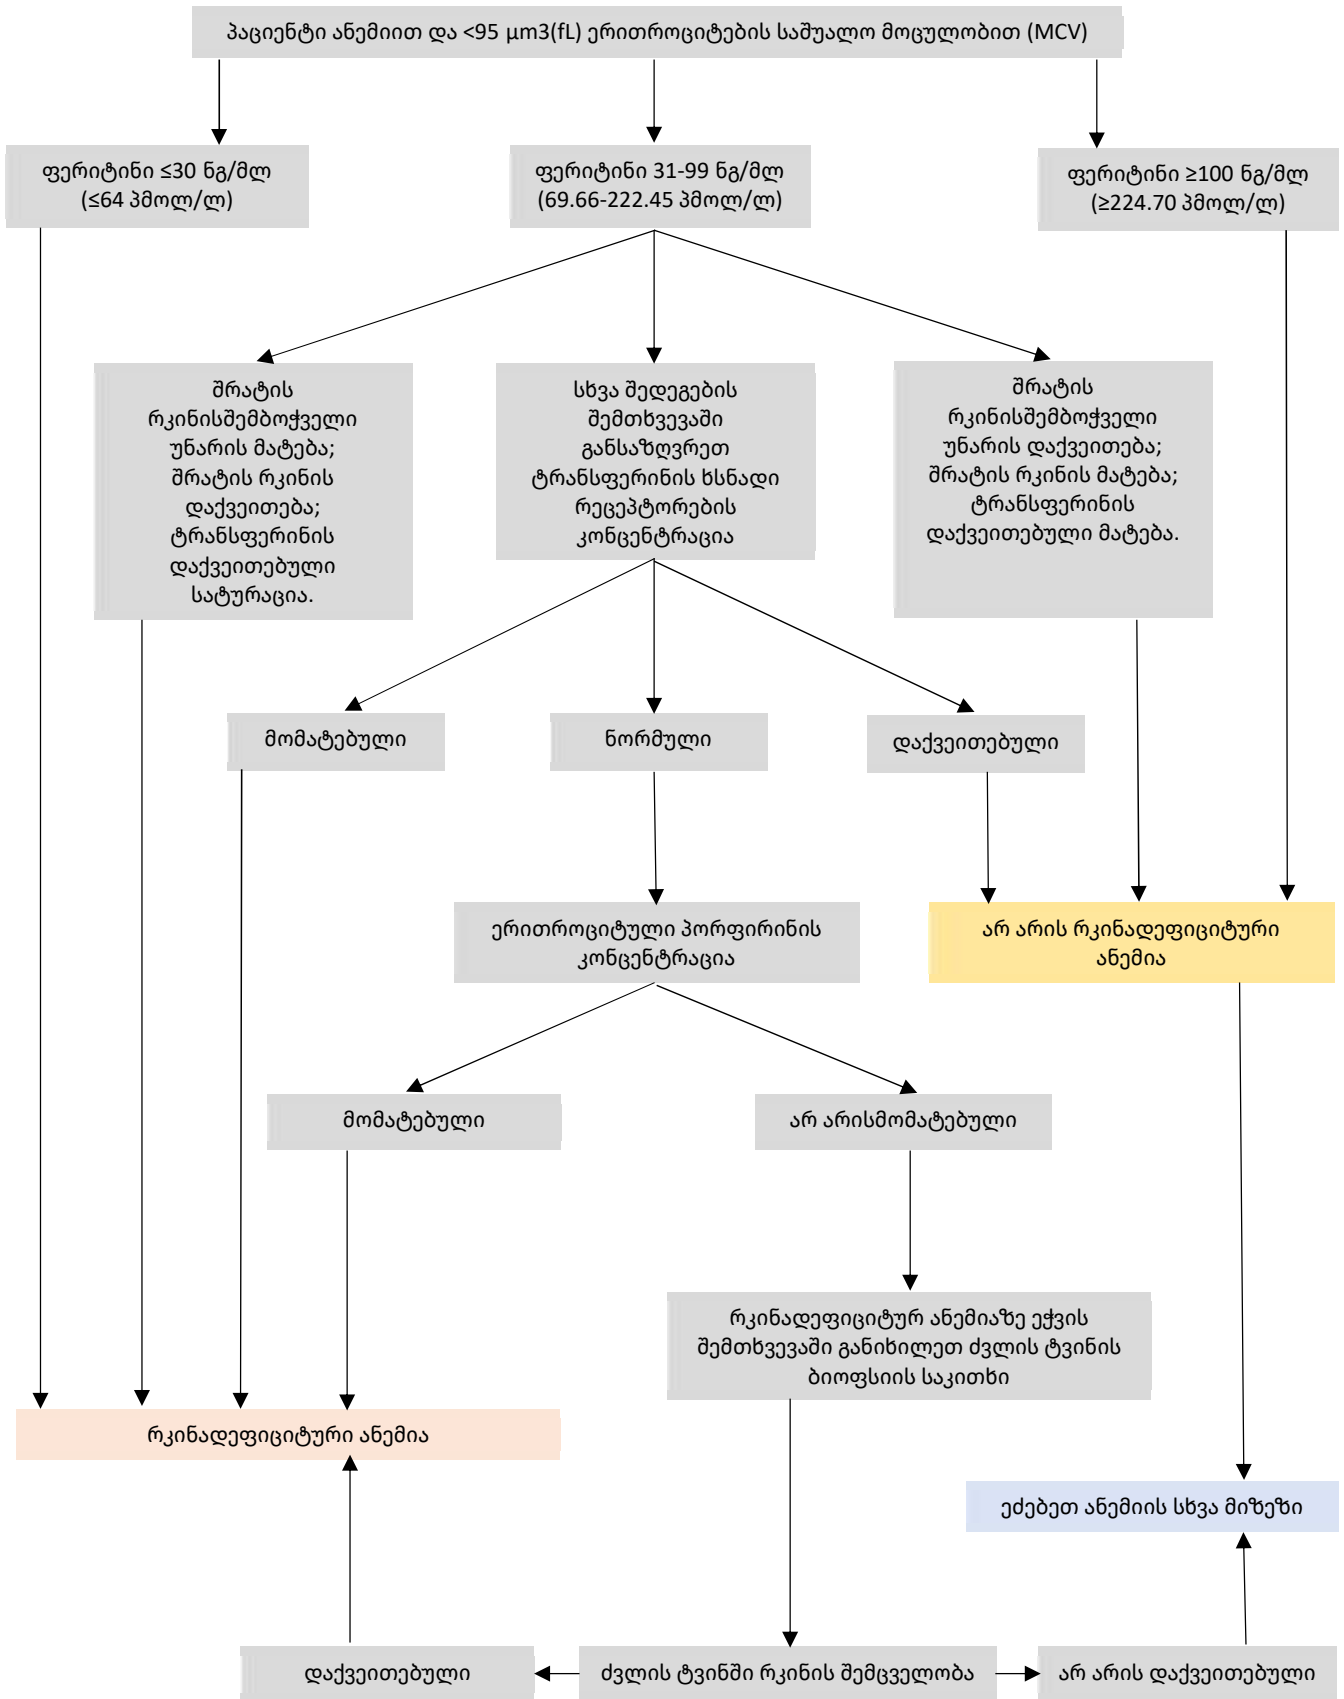 პაციენტი ანემიით და <95 µm3(fL) ერითროციტების საშუალო მოცულობით (MCV)
ფერიტინი ≤30 ნგ/მლ
(≤64 პმოლ/ლ)
ფერიტინი 31-99 ნგ/მლ
(69.66-222.45 პმოლ/ლ)
ფერიტინი ≥100 ნგ/მლ
(≥224.70 პმოლ/ლ)
შრატის
რკინისშემბოჭველი
უნარის მატება;
შრატის რკინის
დაქვეითება;
ტრანსფერინის
დაქვეითებული
სატურაცია.
სხვა შედეგების
შემთხვევაში
განსაზღვრეთ
ტრანსფერინის ხსნადი
რეცეპტორების
კონცენტრაცია
შრატის
რკინისშემბოჭველი
უნარის დაქვეითება;
შრატის რკინის მატება;
ტრანსფერინის
დაქვეითებული მატება.
მომატებული
ნორმული
დაქვეითებული
ერითროციტული პორფირინის
კონცენტრაცია
არ არის რკინადეფიციტური
ანემია
მომატებული
არ არისმომატებული
რკინადეფიციტურ ანემიაზე ეჭვის
შემთხვევაში განიხილეთ ძვლის ტვინის
ბიოფსიის საკითხი
რკინადეფიციტური ანემია
ეძებეთ ანემიის სხვა მიზეზი
დაქვეითებული
ძვლის ტვინში რკინის შემცველობა
არ არის დაქვეითებული